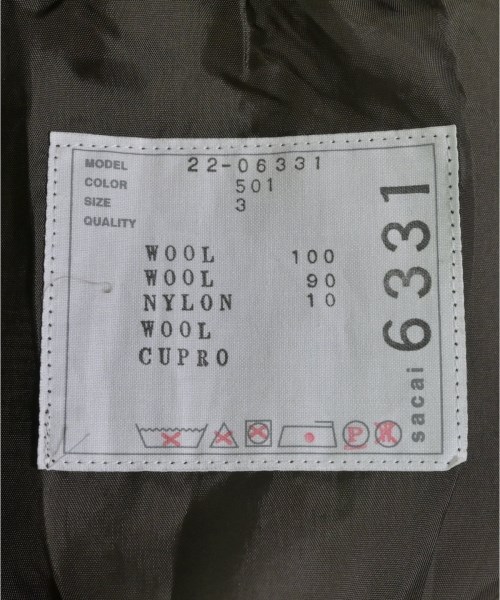 MODEL 22-06331
COLOR 501
SIZE 3
QUALITY
WOOL 100
WOOL 90
NYLON 10
WOOL
CUPRO
P
sacai 6331